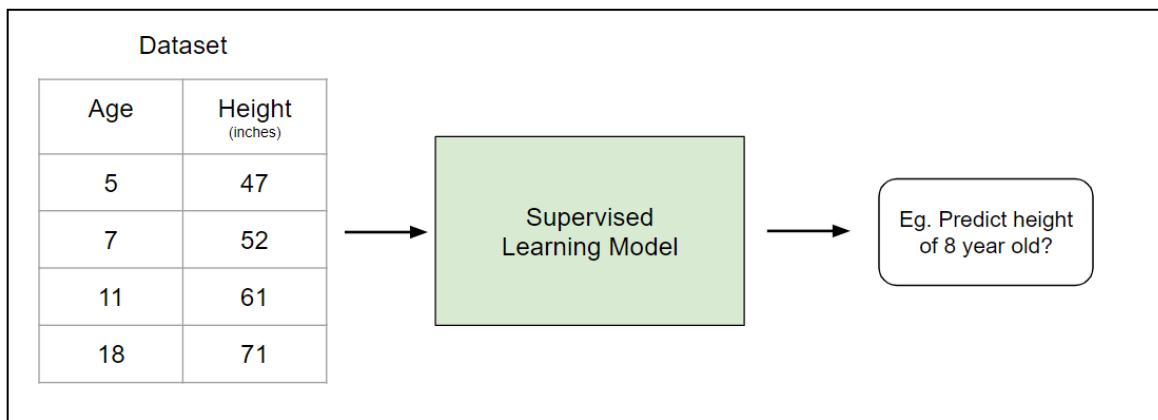 Dataset
Age Height
(inches)
5 47
7 52
11 61
18 71
Supervised
Learning Model
Eg. Predict height
of 8 year old?